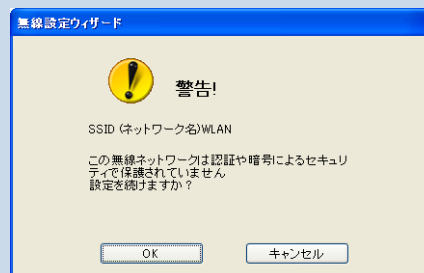 無線設定ウィザード
警告!
SSID (ネットワーク名)WLAN
この無線ネットワークは認証や暗号によるセキュリ
ティで保護されていません
設定を続けますか?
OK キャンセル